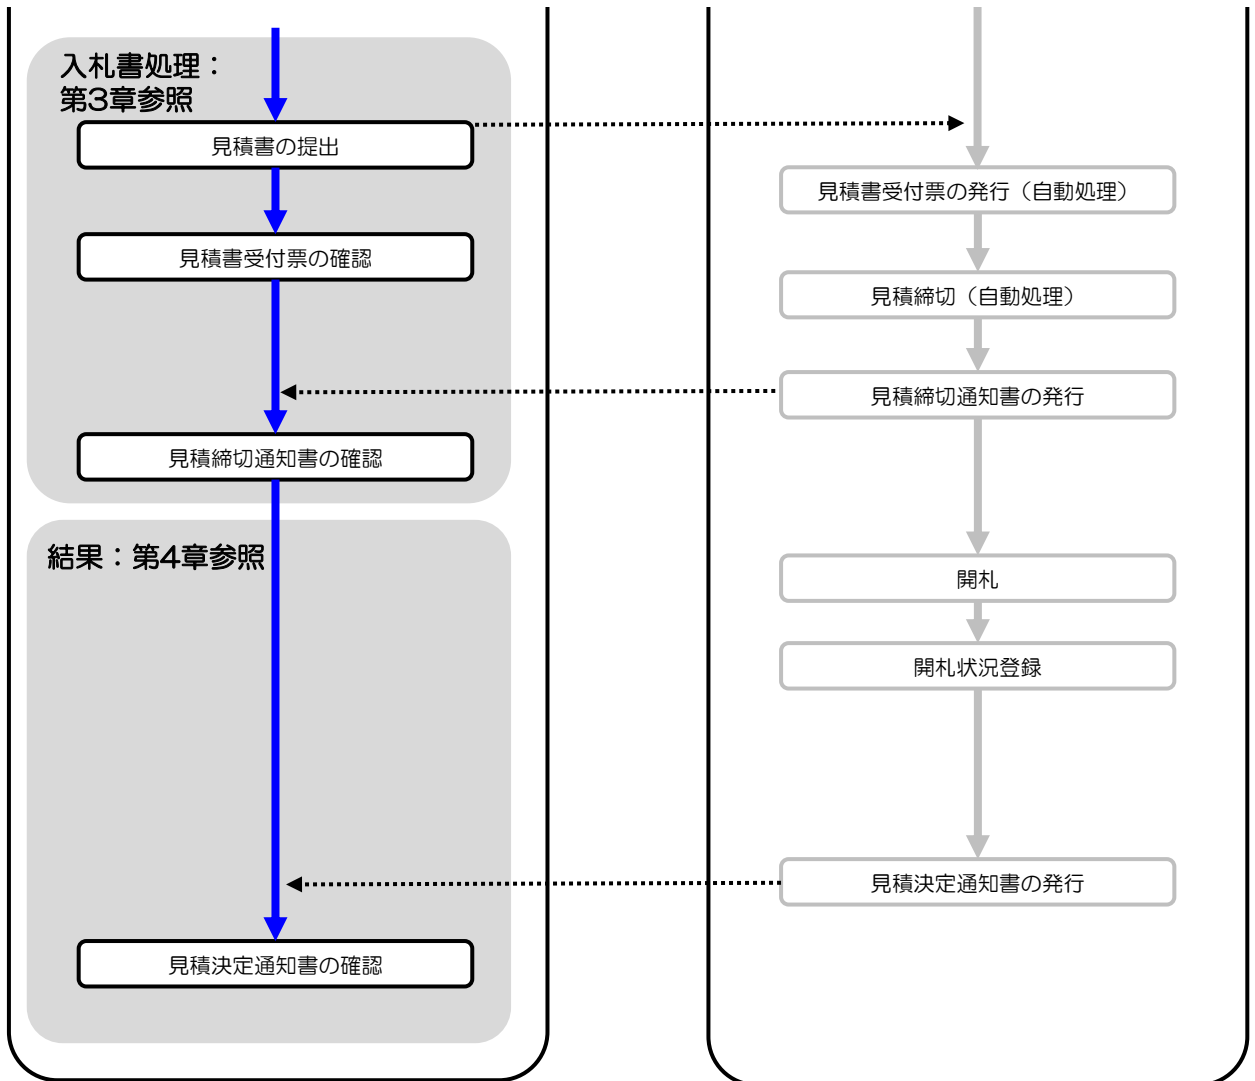 入札書処理：
第3章参照
見積書の提出
見積書受付票の確認
見積締切通知書の確認
結果：第4章参照
見積決定通知書の確認
見積書受付票の発行（自動処理）
見積締切（自動処理）
見積締切通知書の発行
開札
開札状況登録
見積決定通知書の発行